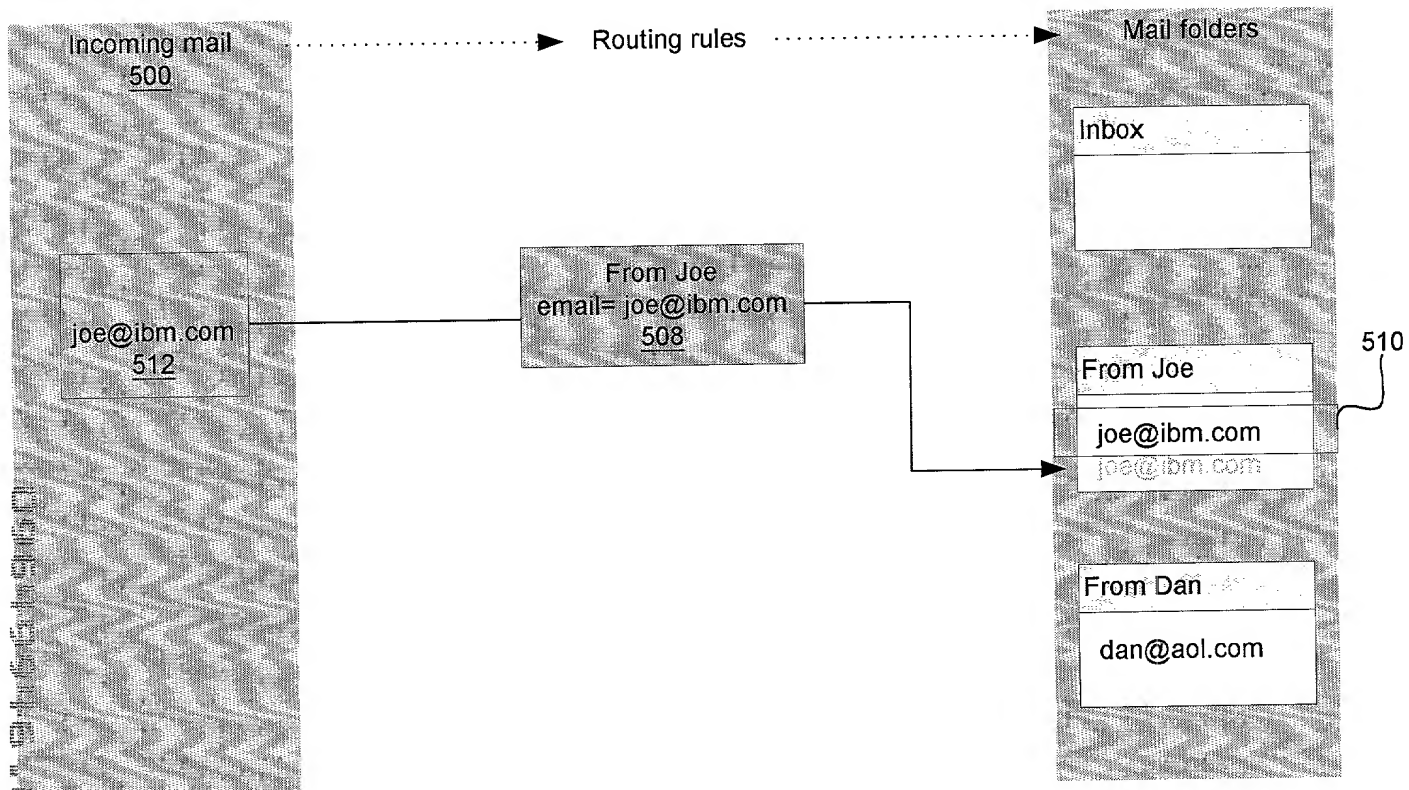 Incoming mail
500
Routing rules
Mail folders
Inbox
joe@ibm.com
512
From Joe
email= joe@ibm.com
508
510
From Joe
joe@ibm.com
joe@ibm.com
From Dan
dan@aol.com